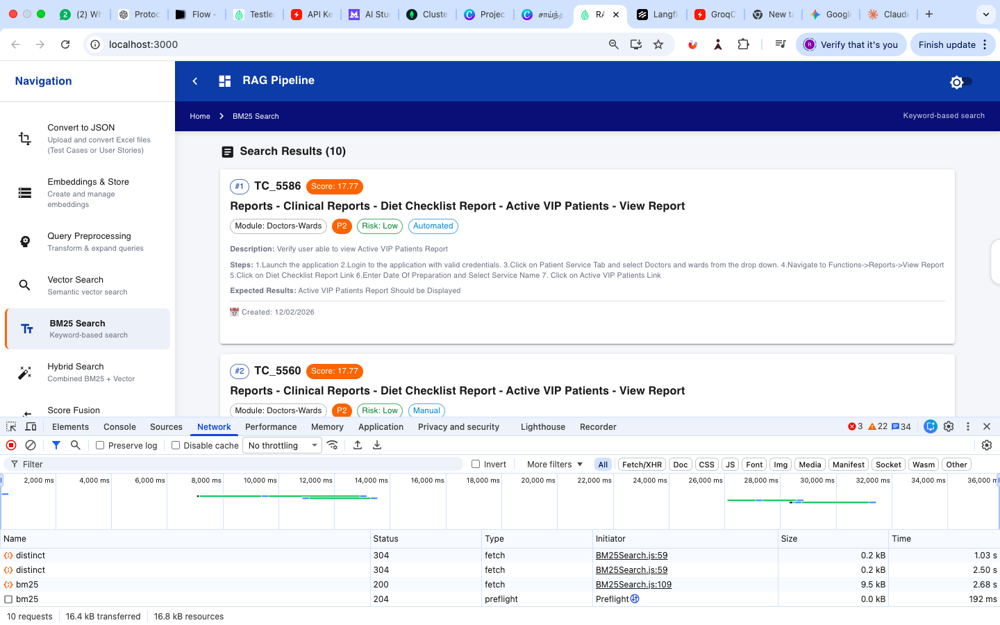 (2) Wh
Proto
Flow -
Testle
API Ke
AI Stu
Cluste
Projec
சாய்ந்த
RA
Langfl
GroqC
New ta
Googl
Claude
localhost:3000
Verify that it's you
Finish update
Navigation
RAG Pipeline
Home
BM25 Search
Keyword-based search
Convert to JSON
Upload and convert Excel files
(Test Cases or User Stories)
Embeddings & Store
Create and manage
embeddings
Query Preprocessing
Transform & expand queries
Vector Search
Semantic vector search
BM25 Search
Keyword-based search
Hybrid Search
Combined BM25 + Vector
Score Fusion
Search Results (10)
#1 TC_5586 Score: 17.77
Reports - Clinical Reports - Diet Checklist Report - Active VIP Patients - View Report
Module: Doctors-Wards P2 Risk: Low Automated
Description: Verify user able to view Active VIP Patients Report
Steps: 1.Launch the application 2.Login to the application with valid credentials. 3.Click on Patient Service Tab and select Doctors and wards from the drop down. 4.Navigate to Functions->Reports->View Report
5.Click on Diet Checklist Report Link 6.Enter Date Of Preparation and Select Service Name 7. Click on Active VIP Patients Link
Expected Results: Active VIP Patients Report Should be Displayed
Created: 12/02/2026
#2 TC_5560 Score: 17.77
Reports - Clinical Reports - Diet Checklist Report - Active VIP Patients - View Report
Module: Doctors-Wards P2 Risk: Low Manual
Elements Console Sources Network Performance Memory Application Privacy and security Lighthouse Recorder 3 22 34
Preserve log Disable cache No throttling
Filter Invert More filters All Fetch/XHR Doc CSS JS Font Img Media Manifest Socket Wasm Other
2,000 ms 4,000 ms 6,000 ms 8,000 ms 10,000 ms 12,000 ms 14,000 ms 16,000 ms 18,000 ms 20,000 ms 22,000 ms 24,000 ms 26,000 ms 28,000 ms 30,000 ms 32,000 ms 34,000 ms 36,000 m
Name Status Type Initiator Size Time
distinct 304 fetch BM25Search.js:59 0.2 kB 1.03 s
distinct 304 fetch BM25Search.js:59 0.2 kB 2.50 s
bm25 200 fetch BM25Search.js:109 9.5 kB 2.68 s
bm25 204 preflight Preflight 0.0 kB 192 ms
10 requests 16.4 kB transferred 16.8 kB resources